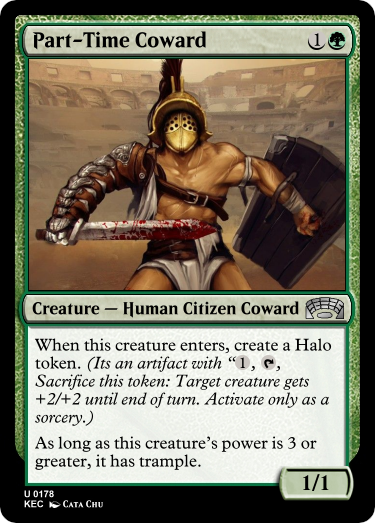 Part-Time Coward 1
Creature — Human Citizen Coward
When this creature enters, create a Halo
token. (Its an artifact with “1, ,
Sacrifice this token: Target creature gets
+2/+2 until end of turn. Activate only as a
sorcery.)
As long as this creature's power is 3 or
greater, it has trample.
1/1
U 0178
KEC Cata Chu